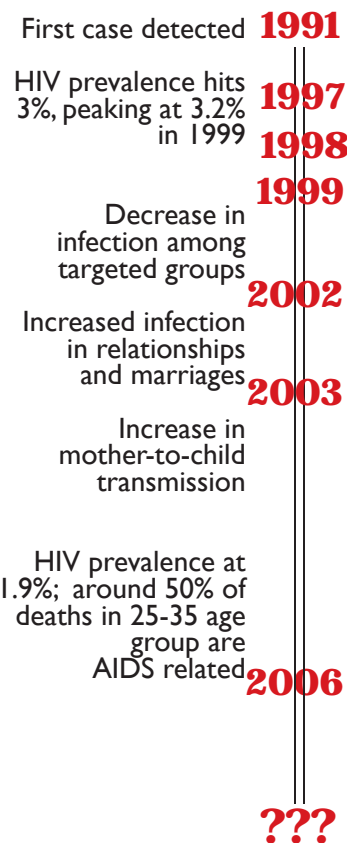 First case detected 1991
HIV prevalence hits
3%, peaking at 3.2%
in 1999
1997
1998
1999
Decrease in
infection among
targeted groups
2002
Increased infection
in relationships
and marriages
2003
Increase in
mother-to-child
transmission
HIV prevalence at
1.9%; around 50% of
deaths in 25-35 age
group are
AIDS related
2006
???